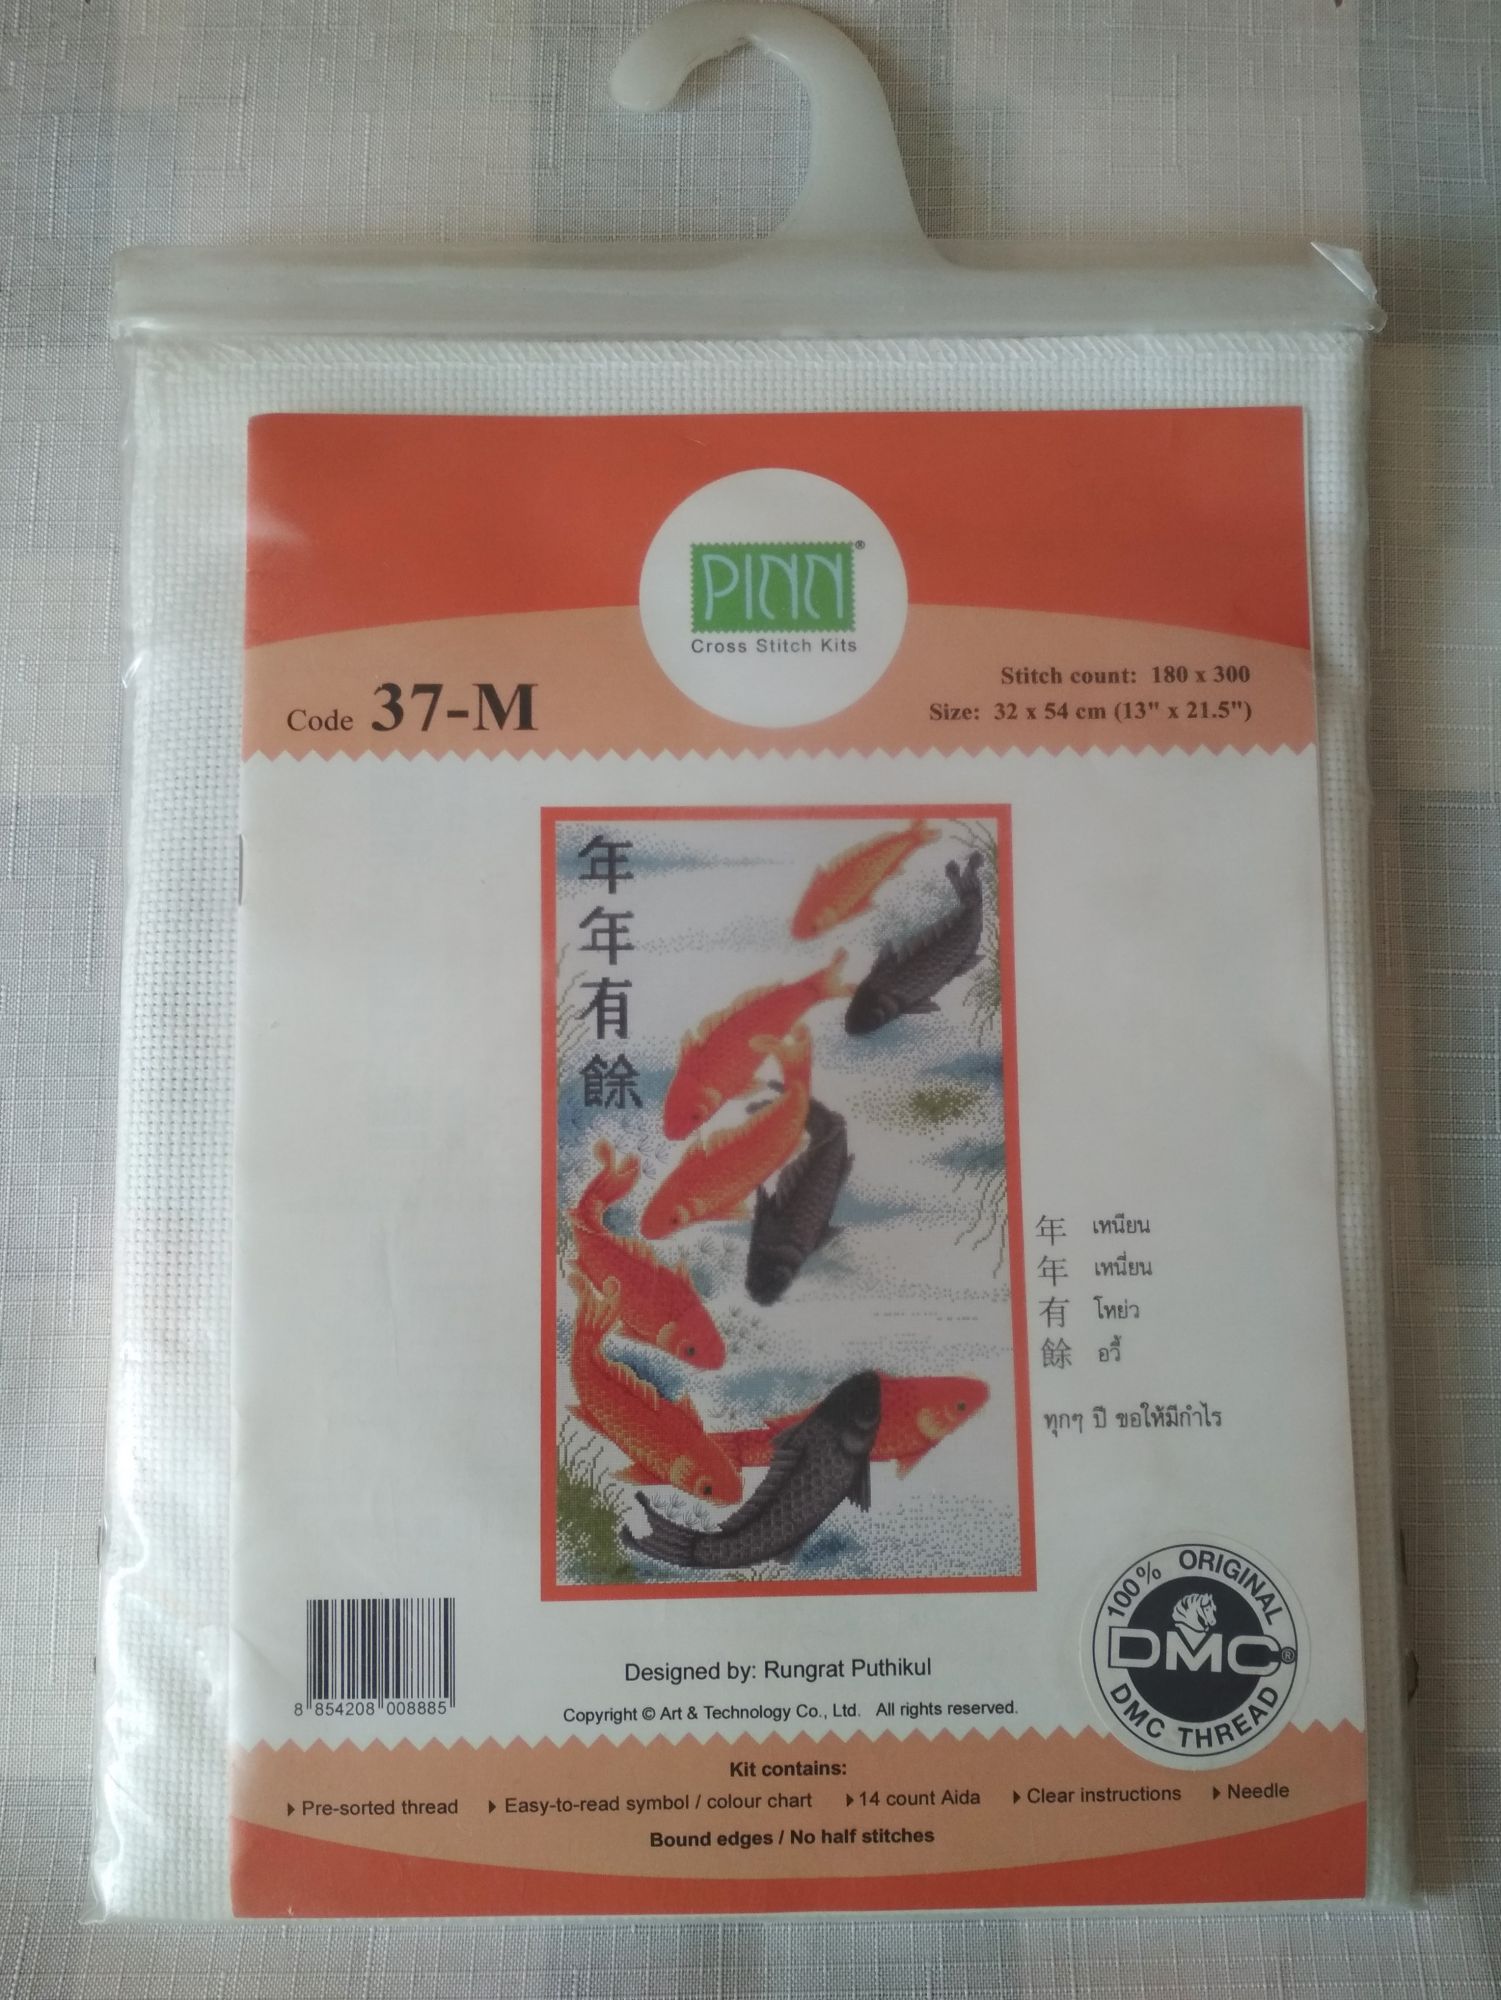 PINN®
Cross Stitch Kits
Code 37-M
Stitch count: 180 x 300
Size: 32 x 54 cm (13" x 21.5")
年
年
有
餘
年 เหนียน
年 เหนี่ยน
有 โหย่ว
餘 อวี้
ทุกๆ ปี ขอให้มีกำไร
100% ORIGINAL
DMC®
DMC THREAD
8 854208 008885
Designed by: Rungrat Puthikul
Copyright © Art & Technology Co., Ltd. All rights reserved.
Kit contains:
Pre-sorted thread Easy-to-read symbol / colour chart 14 count Aida Clear instructions Needle
Bound edges / No half stitches